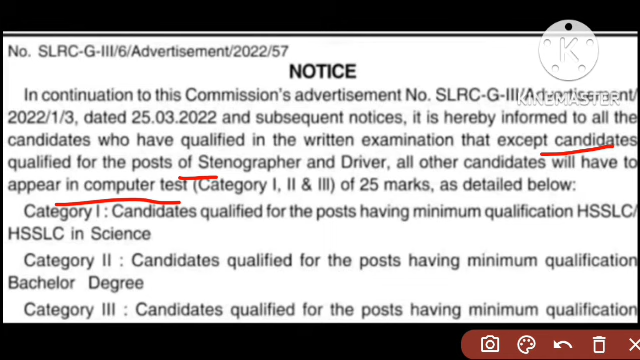 No. SLRC-G-III/6/Advertisement/2022/57
NOTICE
In continuation to this Commission's advertisement No. SLRC-G-III/Advertisement/
2022/1/3, dated 25.03.2022 and subsequent notices, it is hereby informed to all the
candidates who have qualified in the written examination that except candidates
qualified for the posts of Stenographer and Driver, all other candidates will have to
appear in computer test (Category I, II & III) of 25 marks, as detailed below:
Category I : Candidates qualified for the posts having minimum qualification HSSLC/
HSSLC in Science
Category II : Candidates qualified for the posts having minimum qualification
Bachelor Degree
Category III : Candidates qualified for the posts having minimum qualification
K
KINEMASTER